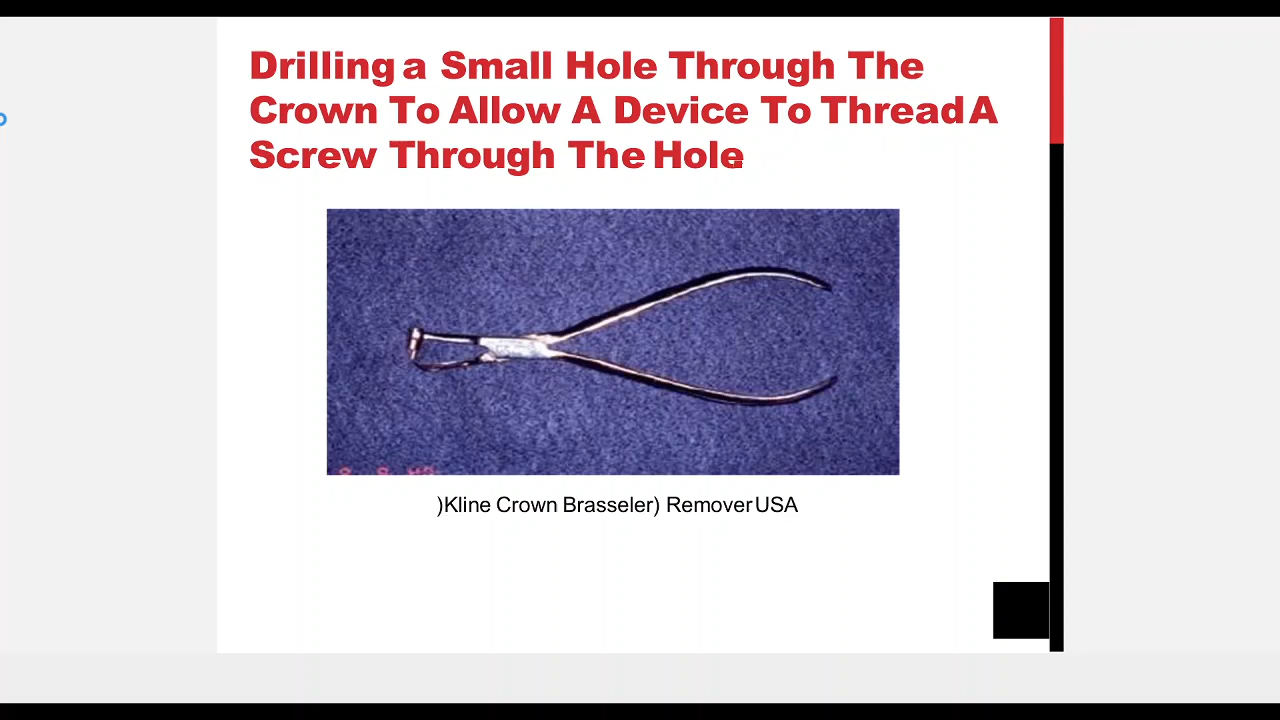 Drilling a Small Hole Through The
Crown To Allow A Device To Thread A
Screw Through The Hole.
)Kline Crown Brasseler) Remover USA